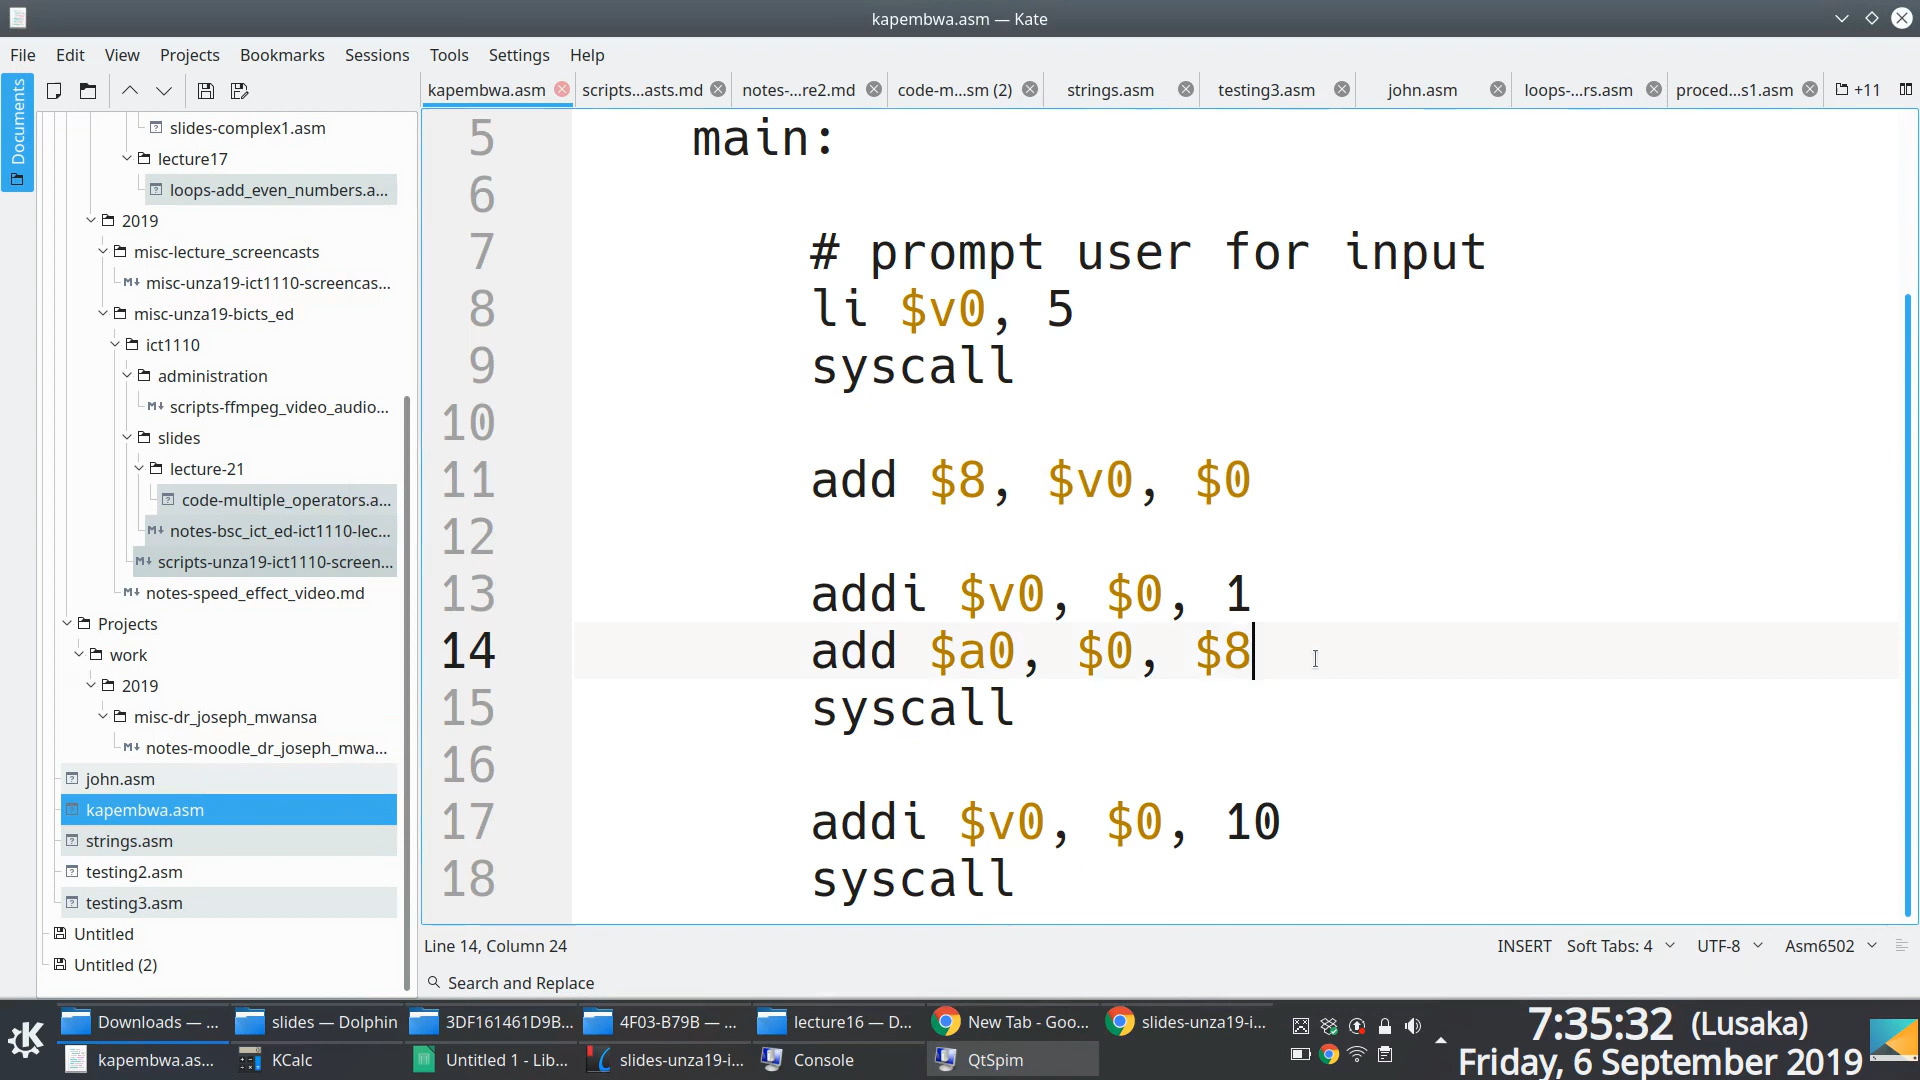 kapembwa.asm — Kate
File Edit View Projects Bookmarks Sessions Tools Settings Help
Documents
kapembwa.asm scripts...asts.md notes-...re2.md code-m...sm (2) strings.asm testing3.asm john.asm loops-...rs.asm proced...s1.asm +11
slides-complex1.asm
lecture17
loops-add_even_numbers.a...
2019
misc-lecture_screencasts
misc-unza19-ict1110-screencas...
misc-unza19-bicts_ed
ict1110
administration
scripts-ffmpeg_video_audio...
slides
lecture-21
code-multiple_operators.a...
notes-bsc_ict_ed-ict1110-lec...
scripts-unza19-ict1110-screen...
notes-speed_effect_video.md
Projects
work
2019
misc-dr_joseph_mwansa
notes-moodle_dr_joseph_mwa...
john.asm
kapembwa.asm
strings.asm
testing2.asm
testing3.asm
Untitled
Untitled (2)
5 main:
6
7 # prompt user for input
8 li $v0, 5
9 syscall
10
11 add $8, $v0, $0
12
13 addi $v0, $0, 1
14 add $a0, $0, $8
15 syscall
16
17 addi $v0, $0, 10
18 syscall
Line 14, Column 24 INSERT Soft Tabs: 4 UTF-8 Asm6502
Search and Replace
Downloads — ... slides — Dolphin 3DF161461D9B... 4F03-B79B — ... lecture16 — D... New Tab - Goo... slides-unza19-i...
kapembwa.as... KCalc Untitled 1 - Lib... slides-unza19-i... Console QtSpim
7:35:32 (Lusaka)
Friday, 6 September 2019